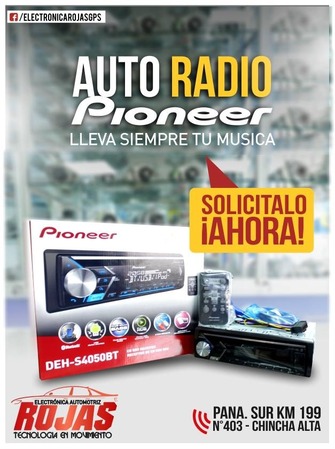 /ELECTRONICAROJASGPS
AUTO RADIO
Pioneer
LLEVA SIEMPRE TU MUSICA
SOLICITALO
¡AHORA!
Pioneer
DEH-S4050BT
ELECTRÓNICA AUTOMOTRIZ
ROJAS
TECNOLOGÍA EN MOVIMIENTO
PANA. SUR KM 199
N°403 - CHINCHA ALTA